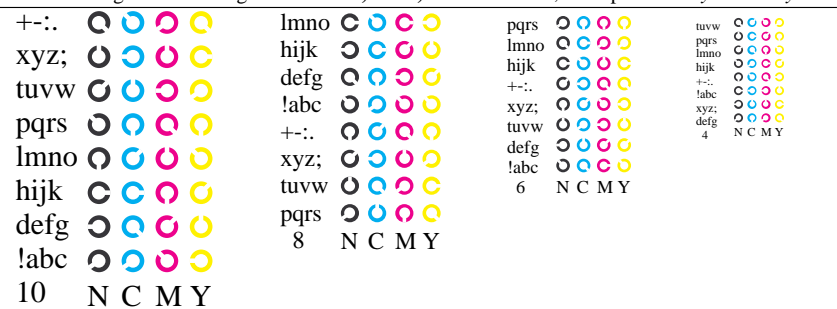 +-:.
xyz;
tuvw
pqrs
lmno
hijk
defg
!abc
10 N C M Y
lmno
hijk
defg
!abc
+-:.
xyz;
tuvw
pqrs
8 N C M Y
pqrs
lmno
hijk
+-:.
xyz;
tuvw
defg
!abc
6 N C M Y
tuvw
pqrs
lmno
hijk
+-:.
!abc
xyz;
defg
4 N C M Y